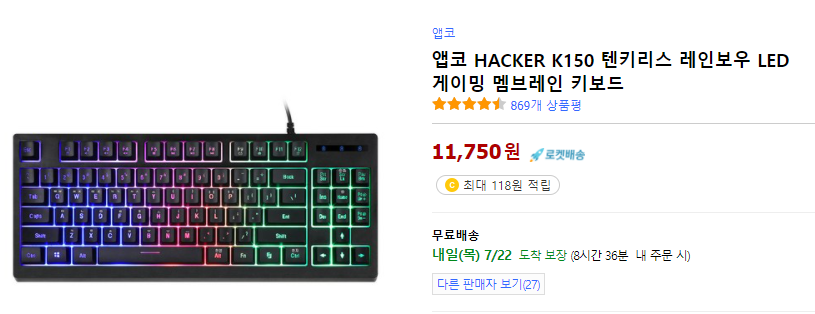 앱코
앱코 HACKER K150 텐키리스 레인보우 LED
게이밍 멤브레인 키보드
869개 상품평
11,750원 로켓배송
최대 118원 적립
무료배송
내일(목) 7/22 도착 보장 (8시간 36분 내 주문 시)
다른 판매자 보기(27)